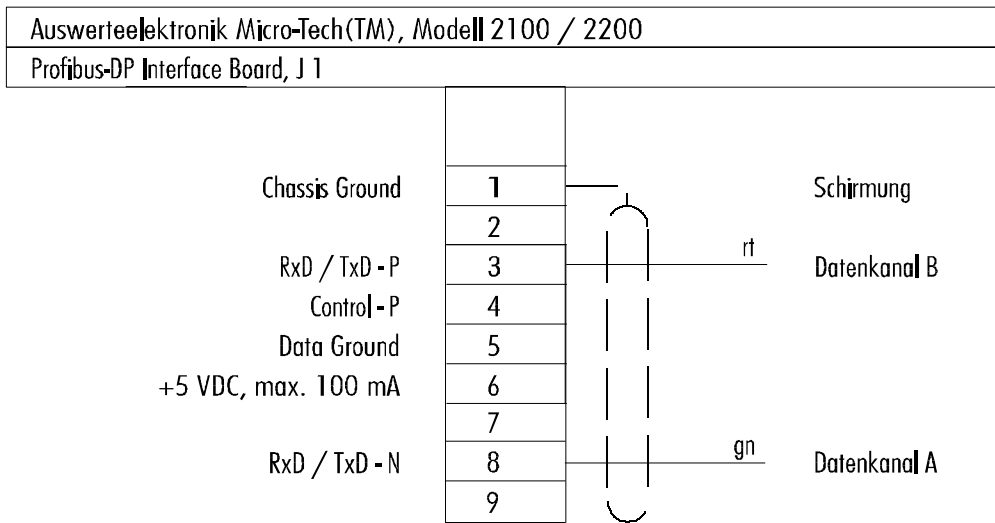 Auswerteelektronik Micro-Tech(TM), Modell 2100 / 2200
Profibus-DP Interface Board, J 1
Chassis Ground 1 Schirmung
2
RxD / TxD - P 3 rt Datenkanal B
Control - P 4
Data Ground 5
+5 VDC, max. 100 mA 6
7
RxD / TxD - N 8 gn Datenkanal A
9